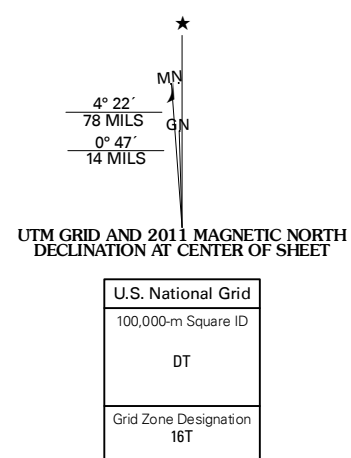 ★
MN
4° 22´
78 MILS
GN
0° 47´
14 MILS
UTM GRID AND 2011 MAGNETIC NORTH
DECLINATION AT CENTER OF SHEET
U.S. National Grid
100,000-m Square ID
DT
Grid Zone Designation
16T